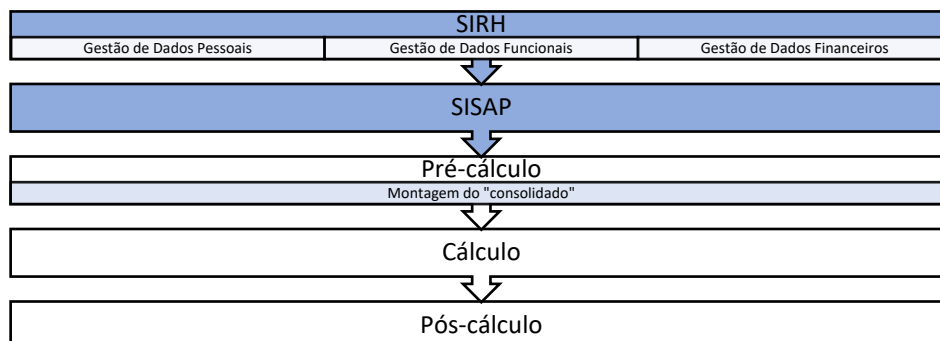 SIRH
Gestão de Dados Pessoais
Gestão de Dados Funcionais
Gestão de Dados Financeiros
SISAP
Pré-cálculo
Montagem do "consolidado"
Cálculo
Pós-cálculo